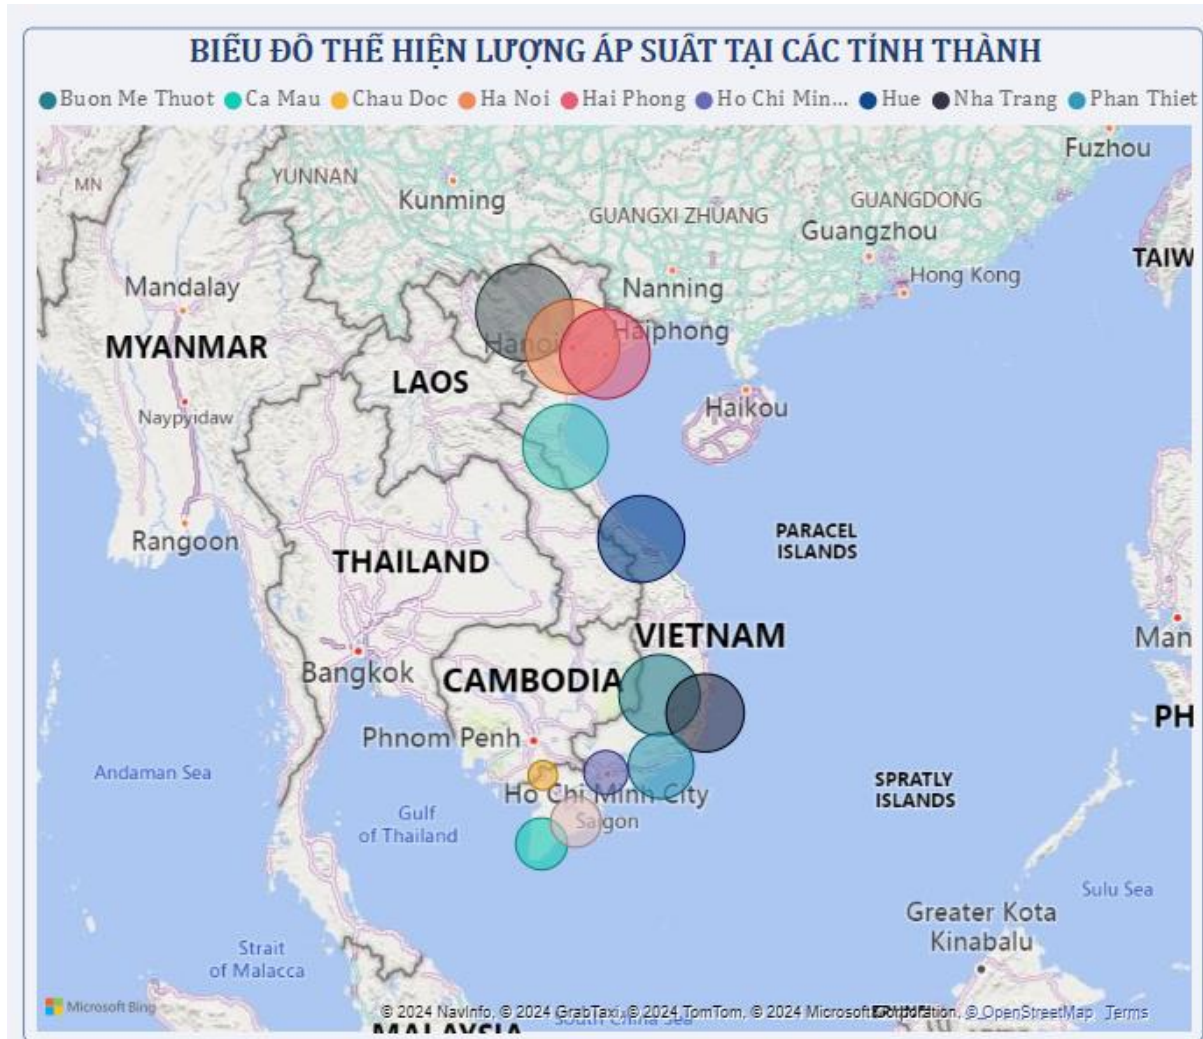 BIỂU ĐỒ THỂ HIỆN LƯỢNG ÁP SUẤT TẠI CÁC TỈNH THÀNH
Buon Me Thuot Ca Mau Chau Doc Ha Noi Hai Phong Ho Chi Min... Hue Nha Trang Phan Thiet
Fuzhou
MN
YUNNAN
Kunming
GUANGXI ZHUANG
GUANGDONG
Guangzhou
TAIW
Hong Kong
Mandalay
Nanning
MYANMAR
Hanoi
Haiphong
LAOS
Haikou
Naypyidaw
Rangoon
PARACEL
ISLANDS
THAILAND
VIETNAM
Man
Bangkok
CAMBODIA
PH
Phnom Penh
Andaman Sea
SPRATLY
ISLANDS
Ho Chi Minh City
Gulf
of Thailand
Saigon
Sulu Sea
Greater Kota
Kinabalu
Strait
of Malacca
Microsoft Bing
© 2024 NavInfo, © 2024 GrabTaxi, © 2024 TomTom, © 2024 Microsoft Corporation, © OpenStreetMap Terms
South China Sea
MALAYSIA